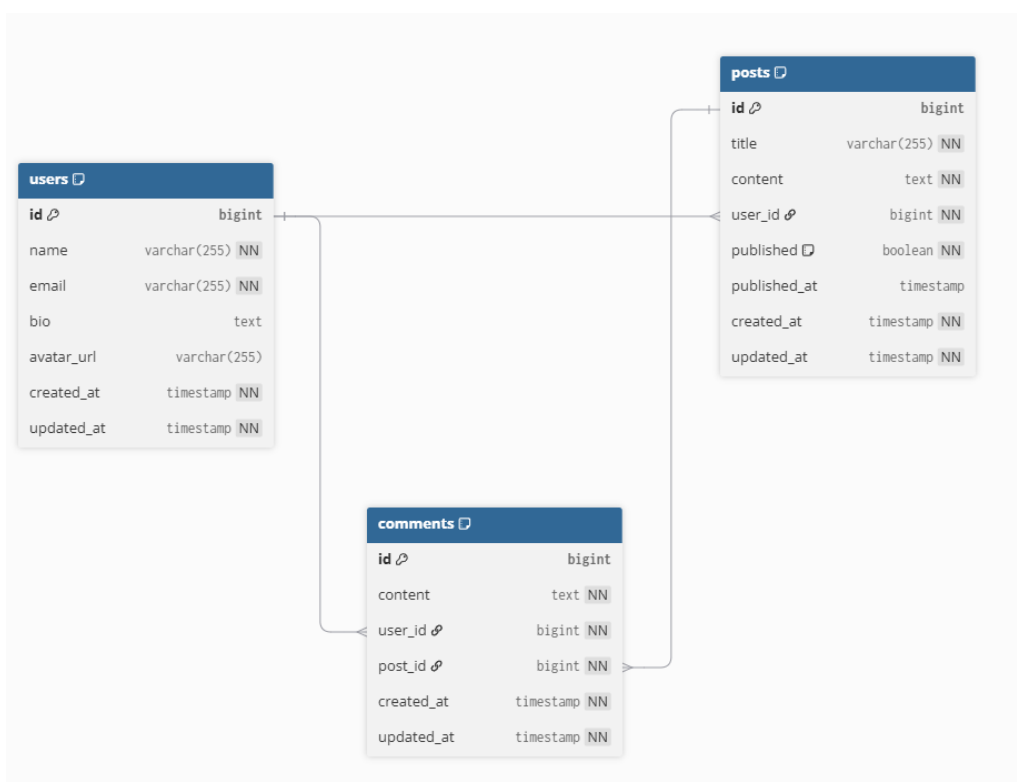 users
id bigint
name varchar(255) NN
email varchar(255) NN
bio text
avatar_url varchar(255)
created_at timestamp NN
updated_at timestamp NN
posts
id bigint
title varchar(255) NN
content text NN
user_id bigint NN
published boolean NN
published_at timestamp
created_at timestamp NN
updated_at timestamp NN
comments
id bigint
content text NN
user_id bigint NN
post_id bigint NN
created_at timestamp NN
updated_at timestamp NN